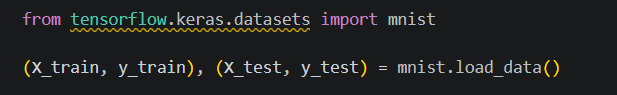 from tensorflow.keras.datasets import mnist
(X_train, y_train), (X_test, y_test) = mnist.load_data()